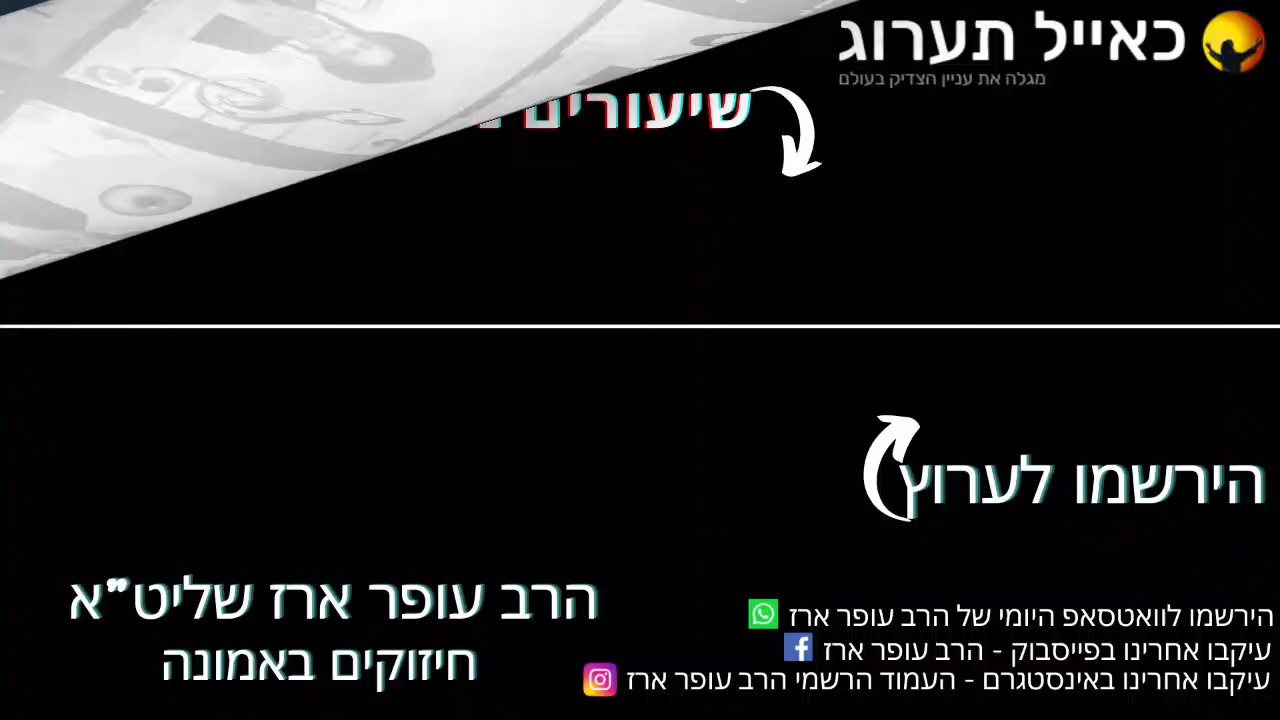 כאייל תערוג
מגלה את עניין הצדיק בעולם
שיעורים
הירשמו לערוץ
הרב עופר ארז שליט"א
חיזוקים באמונה
הירשמו לוואטסאפ היומי של הרב עופר ארז
עיקבו אחרינו בפייסבוק - הרב עופר ארז
עיקבו אחרינו באינסטגרם - העמוד הרשמי הרב עופר ארז